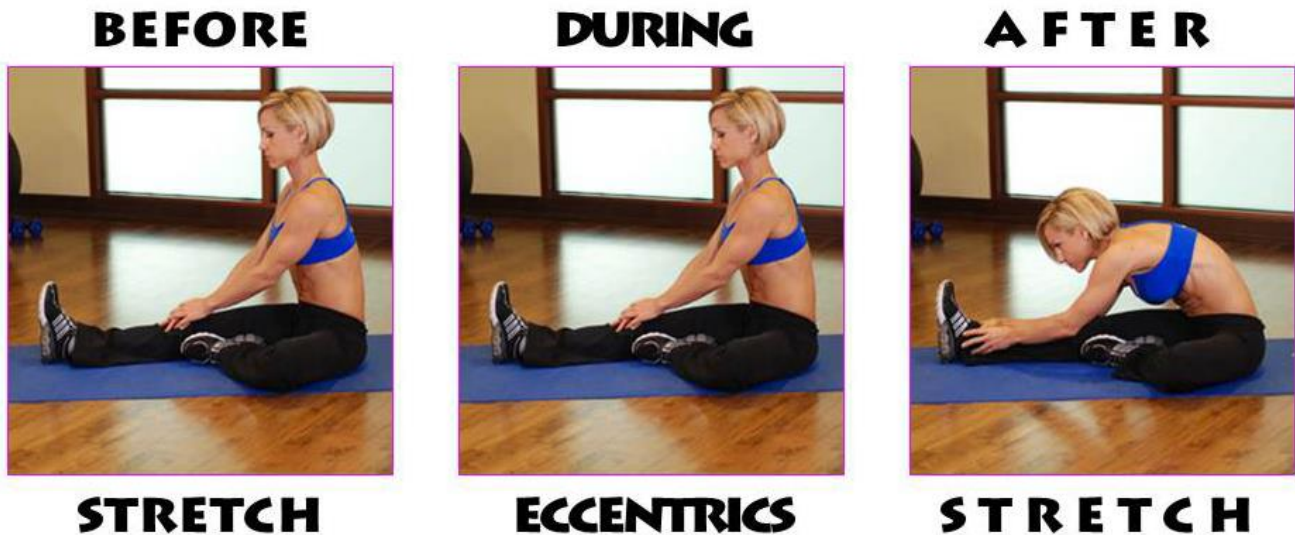 BEFORE
STRETCH
DURING
ECCENTRICS
AFTER
STRETCH